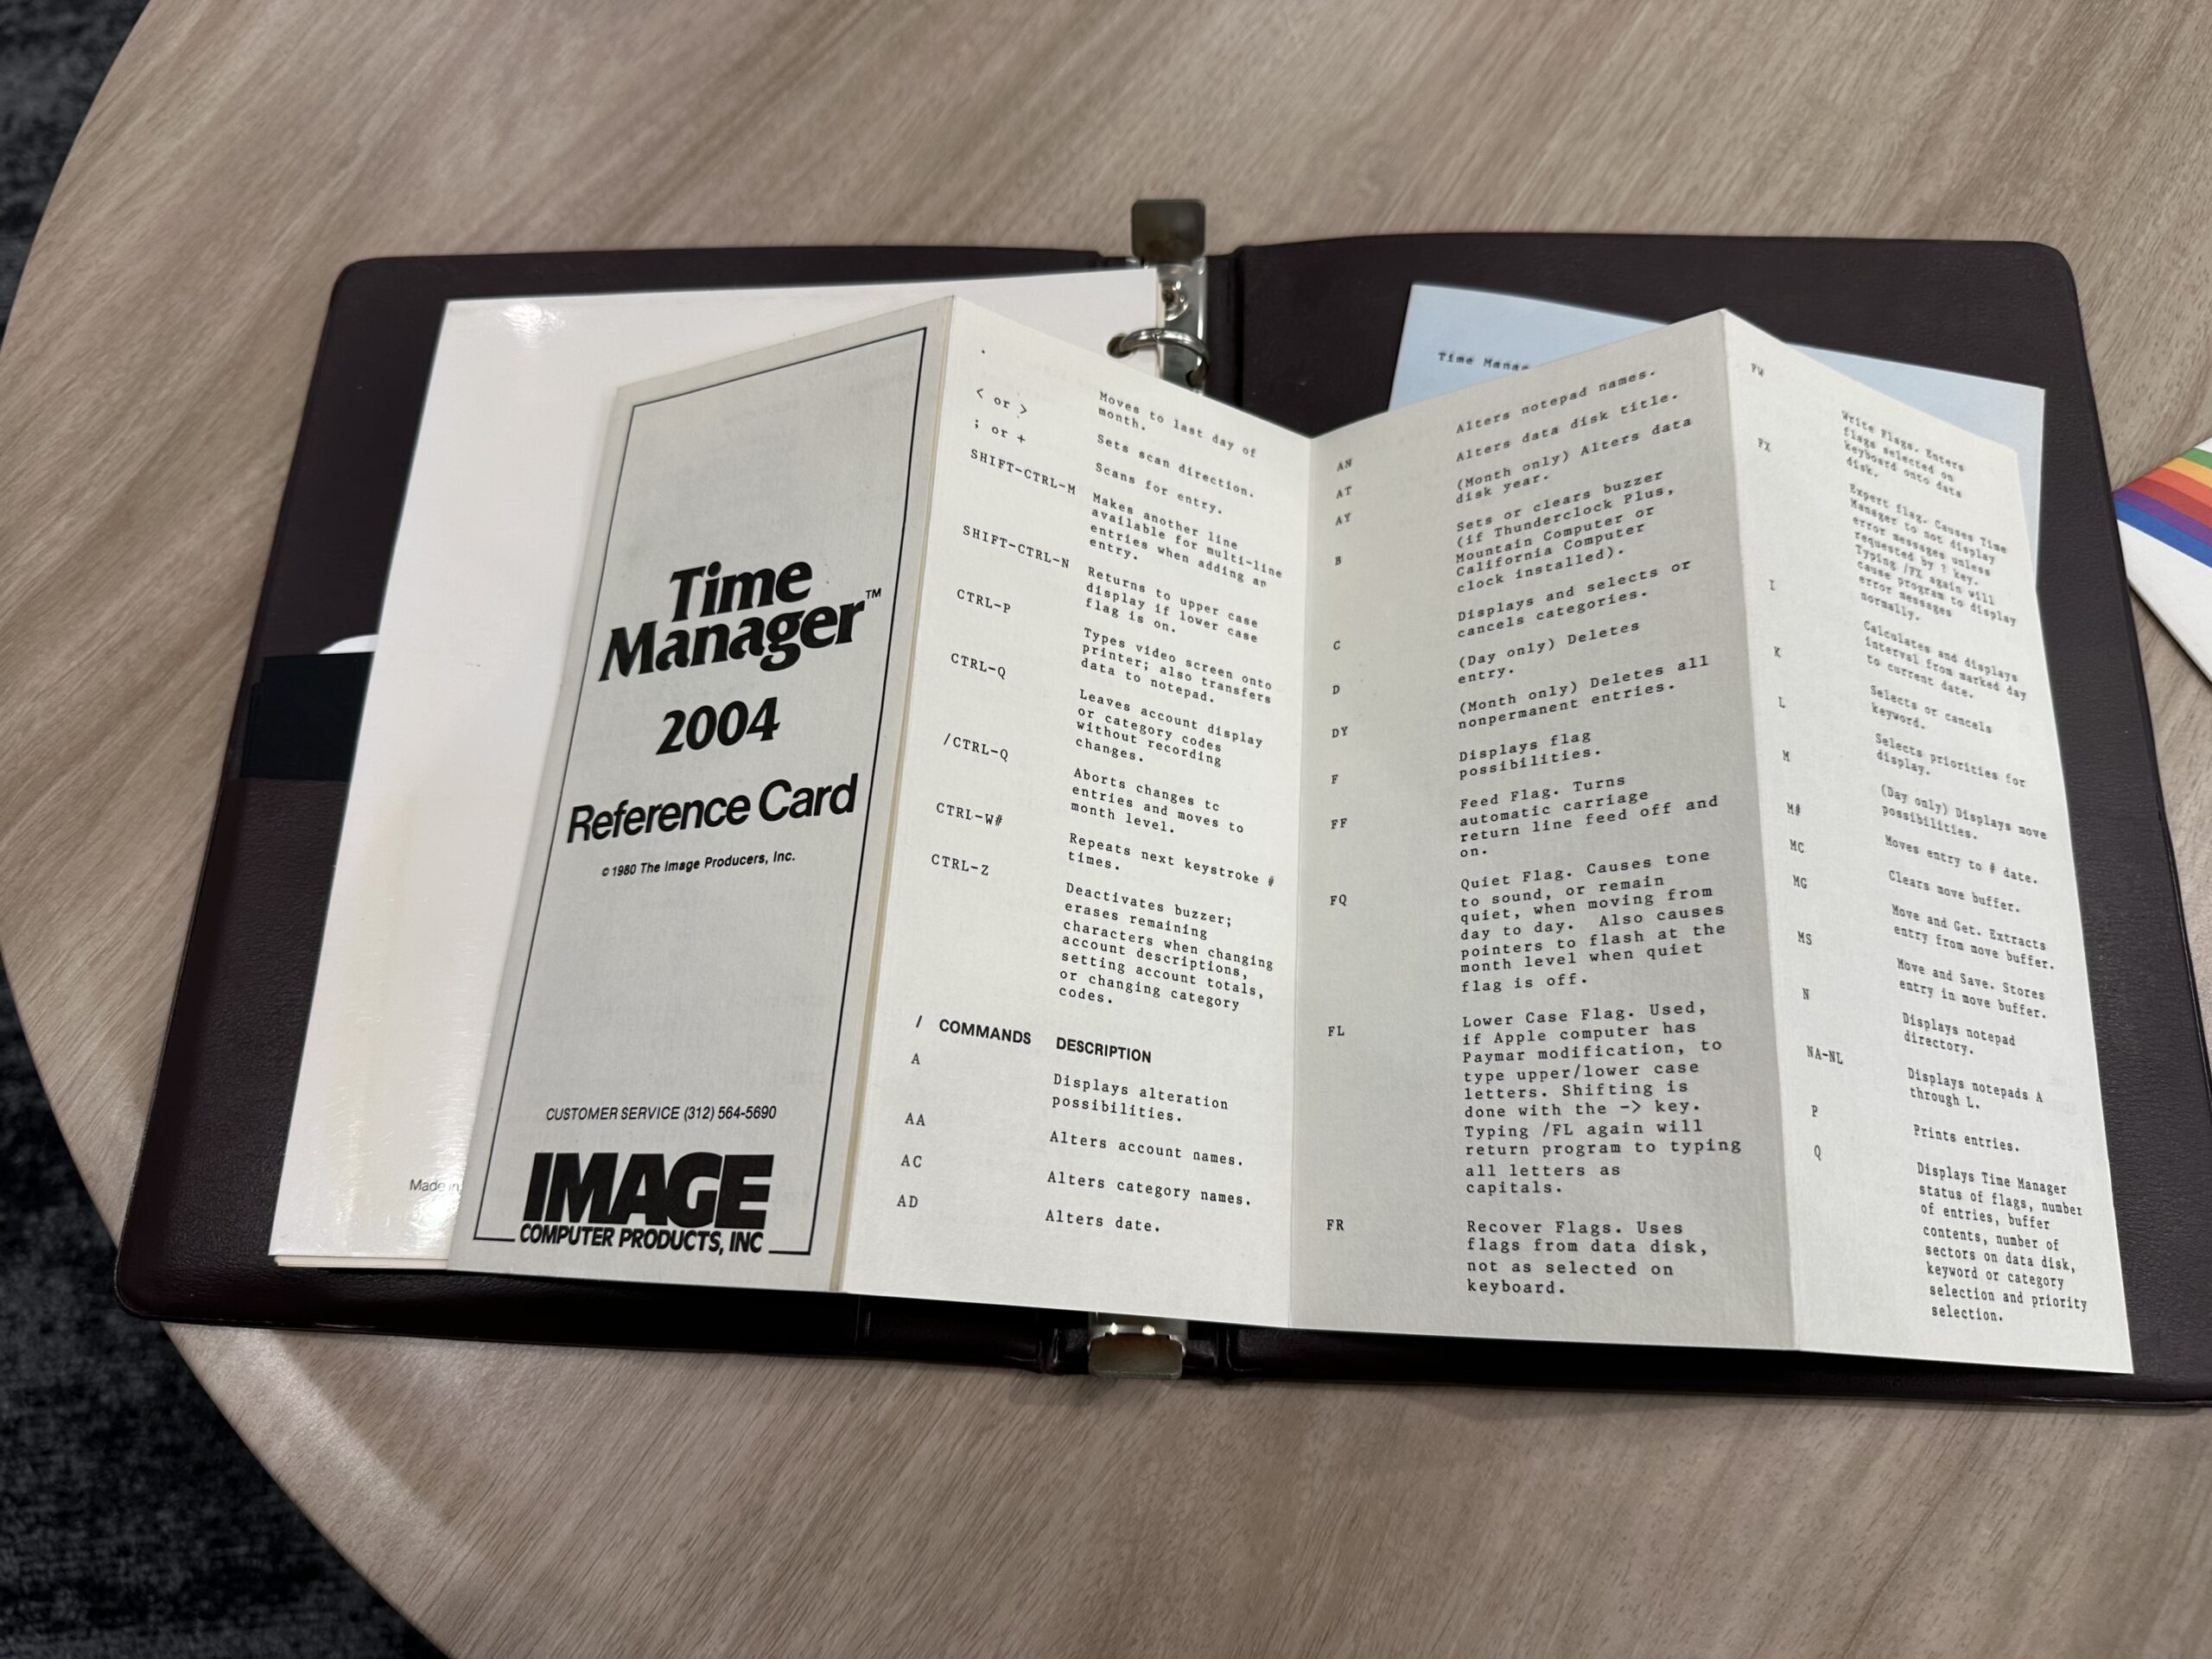 Time
Manager™
2004
Reference Card
© 1980 The Image Producers, Inc.
CUSTOMER SERVICE (312) 564-5690
IMAGE
COMPUTER PRODUCTS, INC
Made in
.
Moves to last day of
month.
< or >
Sets scan direction.
; or +
Scans for entry.
SHIFT-CTRL-M
Makes another line
available for multi-line
entries when adding an
entry.
SHIFT-CTRL-N
Returns to upper case
display if lower case
flag is on.
CTRL-P
Types video screen onto
printer; also transfers
data to notepad.
CTRL-Q
Leaves account display
or category codes
without recording
changes.
/CTRL-Q
Aborts changes to
entries and moves to
month level.
CTRL-W#
Repeats next keystroke #
times.
CTRL-Z
Deactivates buzzer;
erases remaining
characters when changing
account descriptions,
setting account totals,
or changing category
codes.
/ COMMANDS DESCRIPTION
A
Displays alteration
possibilities.
AA
Alters account names.
AC
Alters category names.
AD
Alters date.
Time
AN
Alters notepad names.
AT
Alters data disk title.
AY
(Month only) Alters data
disk year.
B
Sets or clears buzzer
(if Thunderclock Plus,
Mountain Computer or
California Computer
clock installed).
C
Displays and selects or
cancels categories.
D
(Day only) Deletes
entry.
DY
(Month only) Deletes all
nonpermanent entries.
F
Displays flag
possibilities.
FF
Feed Flag. Turns
automatic carriage
return line feed off and
on.
FQ
Quiet Flag. Causes tone
to sound, or remain
quiet, when moving from
day to day. Also causes
pointers to flash at the
month level when quiet
flag is off.
FL
Lower Case Flag. Used,
if Apple computer has
Paymar modification, to
type upper/lower case
letters. Shifting is
done with the -> key.
Typing /FL again will
return program to typing
all letters as
capitals.
FR
Recover Flags. Uses
flags from data disk,
not as selected on
keyboard.
FW
Write Flags. Enters
flags selected on
keyboard onto data
disk.
FX
Expert flag. Causes Time
Manager to not display
error messages unless
requested by ? key.
Typing /FX again will
cause program to display
error messages
normally.
I
Calculates and displays
interval from marked day
to current date.
K
Selects or cancels
keyword.
L
Selects priorities for
display.
M
(Day only) Displays move
possibilities.
M#
Moves entry to # date.
MC
Clears move buffer.
MG
Move and Get. Extracts
entry from move buffer.
MS
Move and Save. Stores
entry in move buffer.
N
Displays notepad
directory.
NA-NL
Displays notepads A
through L.
P
Prints entries.
Q
Displays Time Manager
status of flags, number
of entries, buffer
contents, number of
sectors on data disk,
keyword or category
selection and priority
selection.